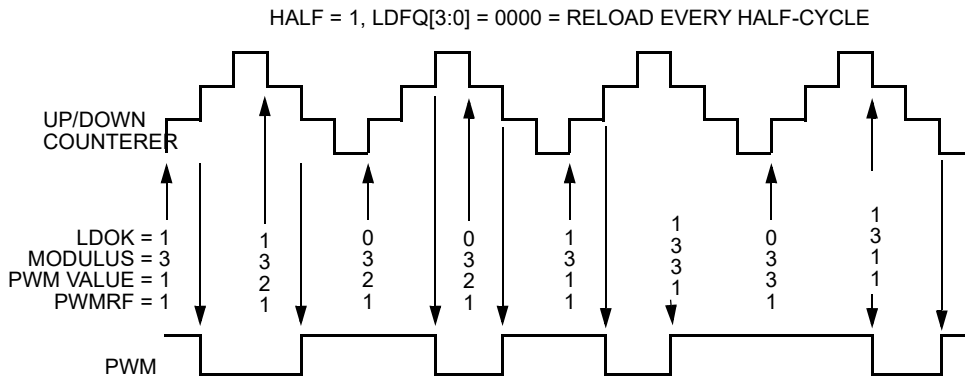 HALF = 1, LDFQ[3:0] = 0000 = RELOAD EVERY HALF-CYCLE
UP/DOWN
COUNTERER
LDOK = 1 1 0 0 1 1 0 1
MODULUS = 3 3 3 3 3 3 3 3
PWM VALUE = 1 2 2 2 1 3 3 1
PWMRF = 1 1 1 1 1 1 1 1
PWM